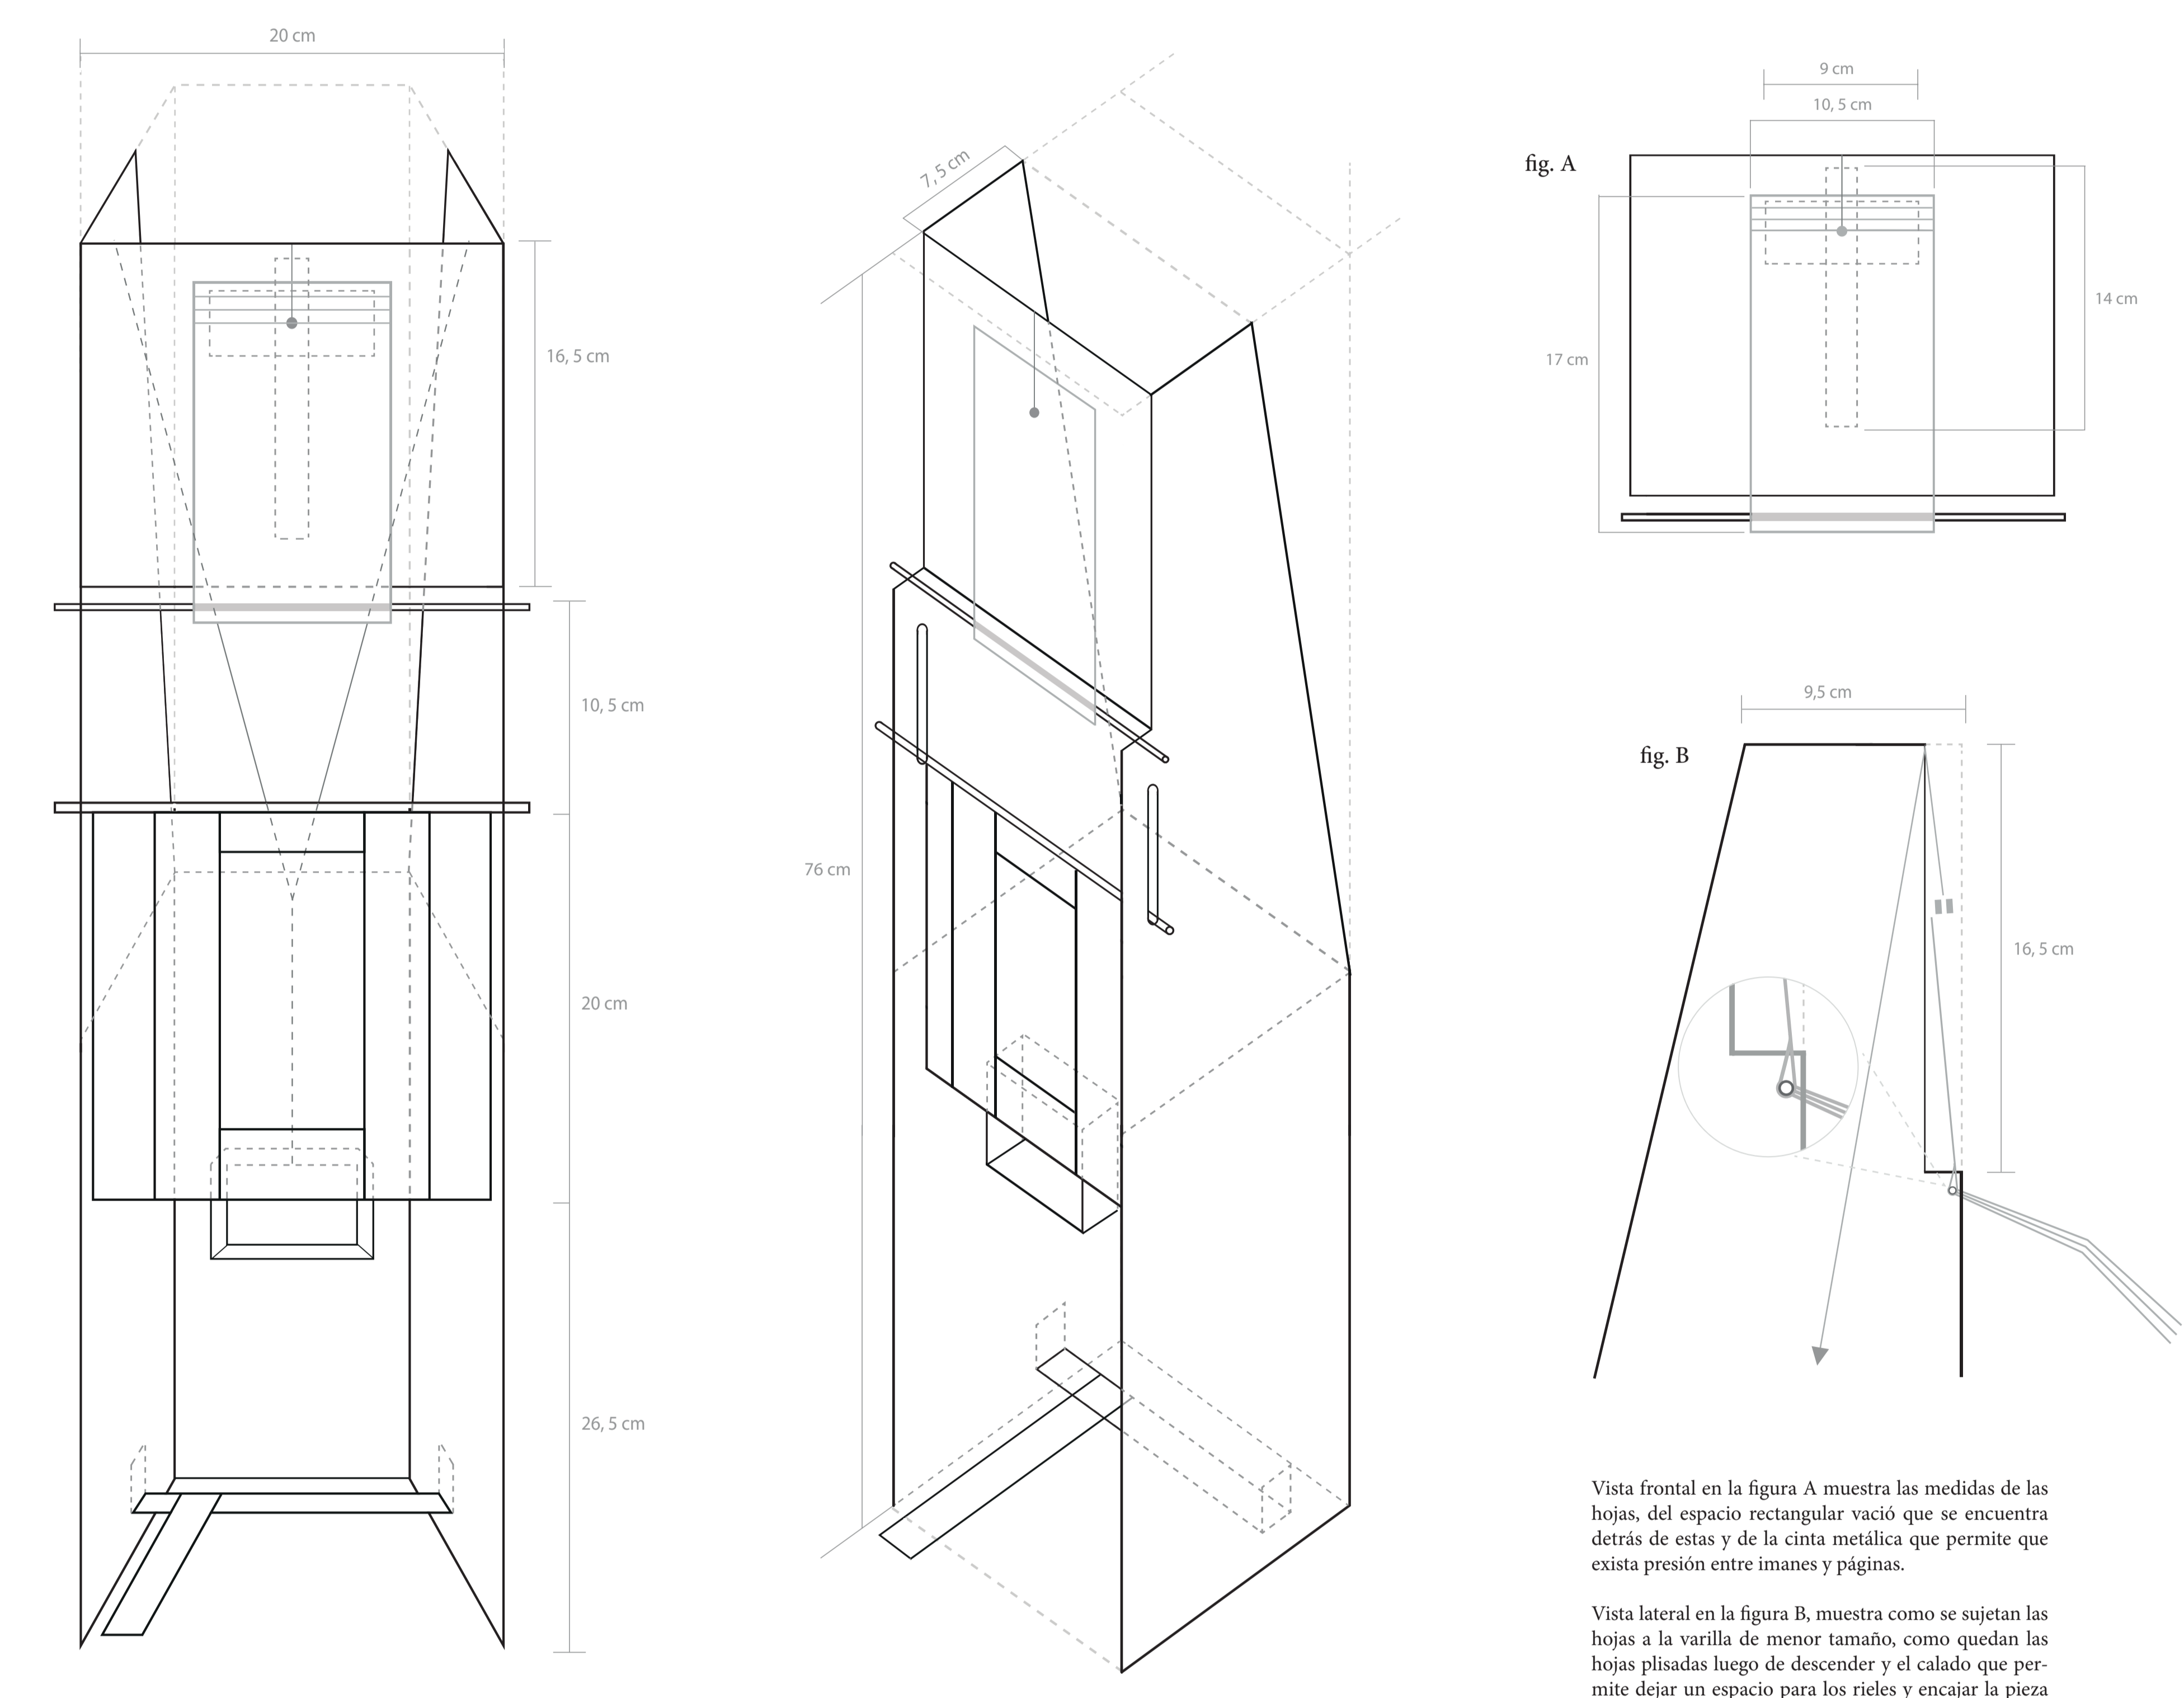 20 cm
16, 5 cm
10, 5 cm
20 cm
26, 5 cm
7, 5 cm
76 cm
fig. A
9 cm
10, 5 cm
17 cm
14 cm
fig. B
9,5 cm
16, 5 cm
Vista frontal en la figura A muestra las medidas de las
hojas, del espacio rectangular vació que se encuentra
detrás de estas y de la cinta metálica que permite que
exista presión entre imanes y páginas.
Vista lateral en la figura B, muestra como se sujetan las
hojas a la varilla de menor tamaño, como quedan las
hojas plisadas luego de descender y el calado que per-
mite dejar un espacio para los rieles y encajar la pieza